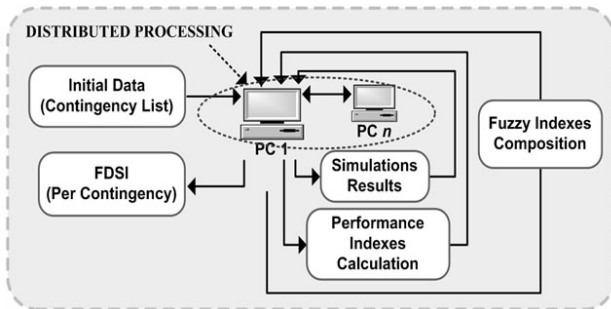 DISTRIBUTED PROCESSING
Initial Data
(Contingency List)
PC 1
PC n
Fuzzy Indexes
Composition
FDSI
(Per Contingency)
Simulations
Results
Performance
Indexes
Calculation